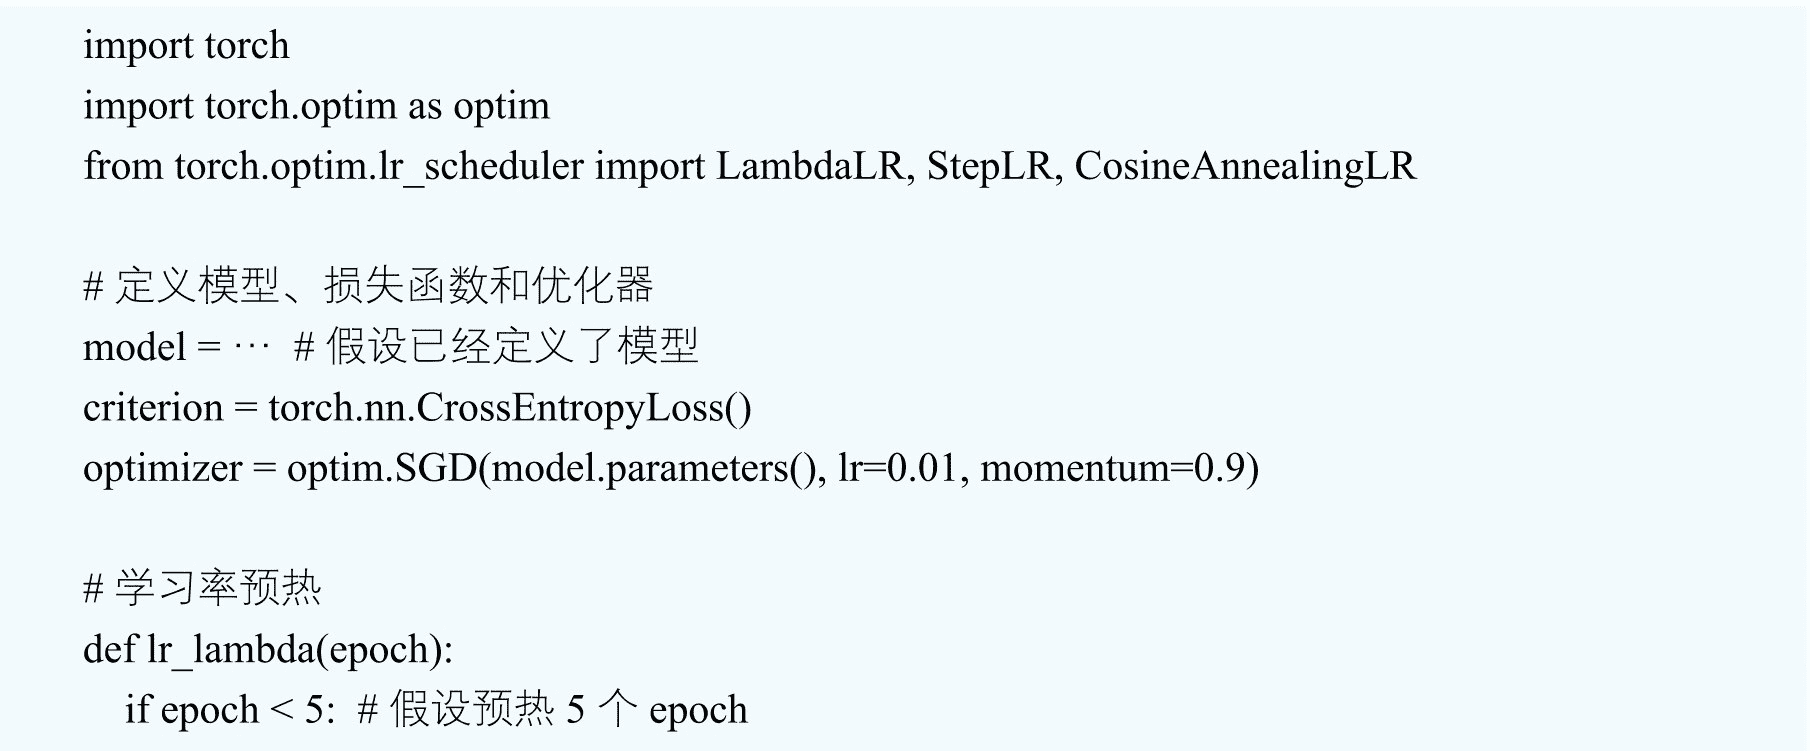 import torch
import torch.optim as optim
from torch.optim.lr_scheduler import LambdaLR, StepLR, CosineAnnealingLR
# 定义模型、损失函数和优化器
model = ··· # 假设已经定义了模型
criterion = torch.nn.CrossEntropyLoss()
optimizer = optim.SGD(model.parameters(), lr=0.01, momentum=0.9)
# 学习率预热
def lr_lambda(epoch):
    if epoch < 5: # 假设预热 5 个 epoch